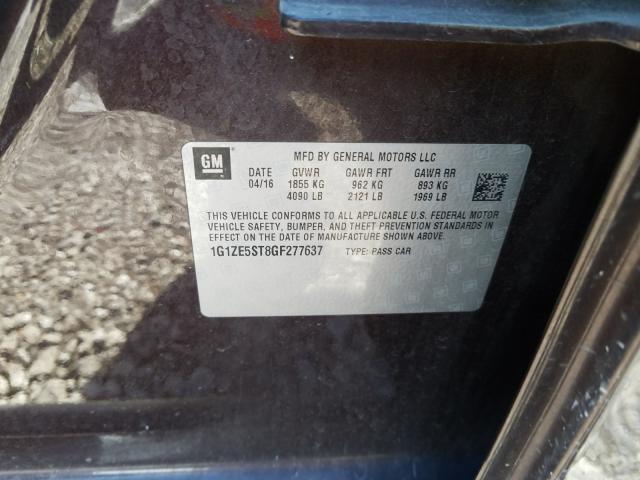 GM
MFD BY GENERAL MOTORS LLC
DATE GVWR GAWR FRT GAWR RR
04/16 1855 KG 962 KG 893 KG
4090 LB 2121 LB 1969 LB
THIS VEHICLE CONFORMS TO ALL APPLICABLE U.S. FEDERAL MOTOR
VEHICLE SAFETY, BUMPER, AND THEFT PREVENTION STANDARDS IN
EFFECT ON THE DATE OF MANUFACTURE SHOWN ABOVE.
1G1ZE5ST8GF277637 TYPE: PASS CAR